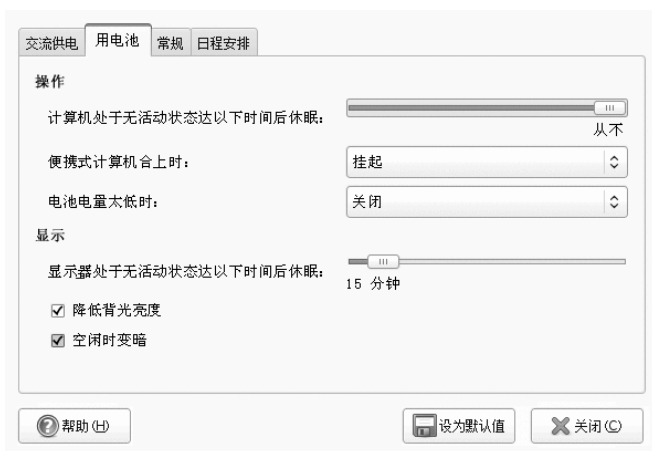 交流供电 用电池 常规 日程安排
操作
计算机处于无活动状态达以下时间后休眠:
从不
便携式计算机合上时: 挂起
电池电量太低时: 关闭
显示
显示器处于无活动状态达以下时间后休眠:
15 分钟
降低背光亮度
空闲时变暗
帮助(H) 设为默认值 关闭(C)